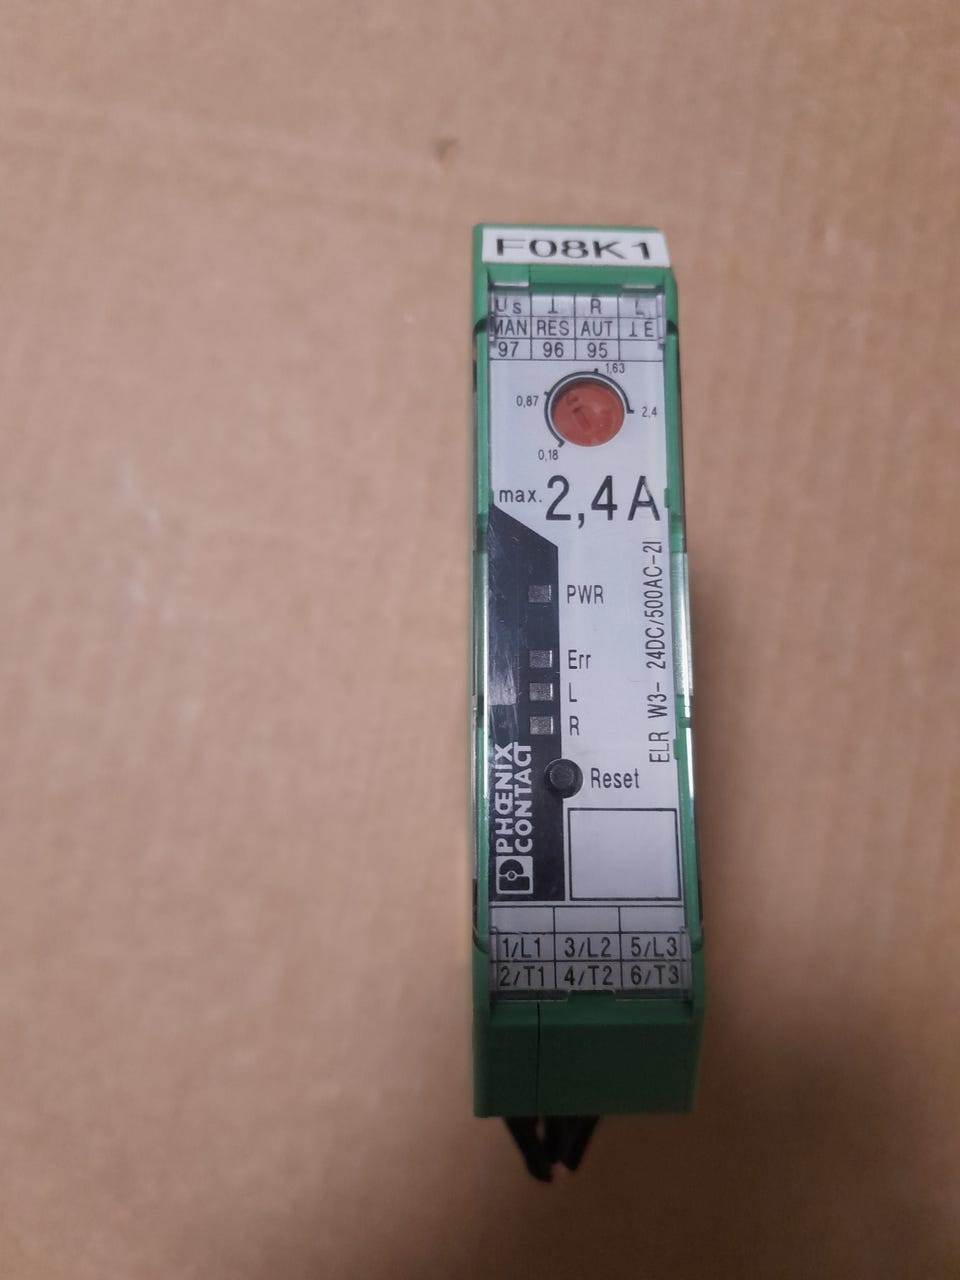 F08K1
Us ⊥ R L
MAN RES AUT ⊥E
97 96 95
1,63
0,87
2,4
0,18
max. 2,4 A
ELR W3- 24DC/500AC-2I
PWR
Err
L
R
Reset
PHŒNIX
CONTACT
1/L1 3/L2 5/L3
2/T1 4/T2 6/T3